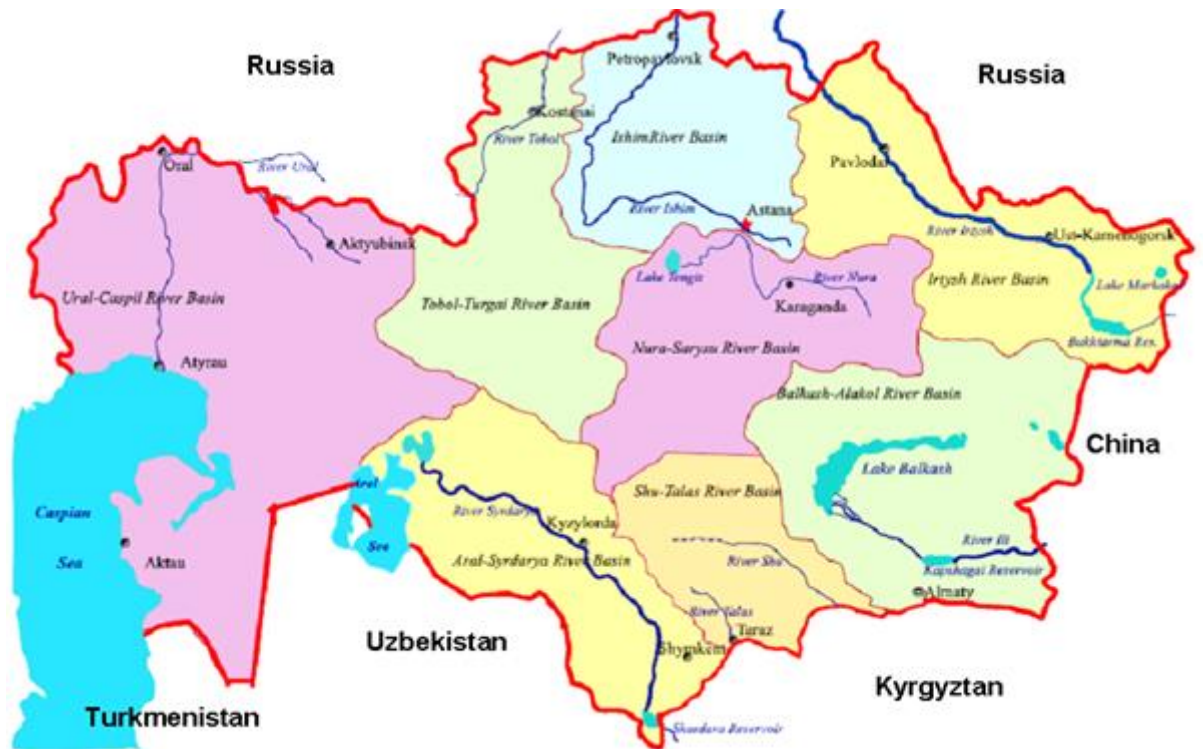 Russia
Russia
Petropavlovsk
Kostanai
River Tobol
IshimRiver Basin
Pavlodar
Oral
River Ural
Aktyubinsk
River Ishim
Astana
River Irtysh
Ust-Kamenogorsk
Lake Tengiz
River Nura
Irtyzh River Basin
Lake Markakol
Ural-Caspil River Basin
Tobol-Turgai River Basin
Karaganda
Bukhtarma Res.
Nura-Sarysu River Basin
Atyrau
Balkash-Alakol River Basin
China
Lake Balkash
Shu-Talas River Basin
Aral
Sea
River Syrdarya
Kyzylorda
Caspian
Sea
Aktau
Aral-Syrdarya River Basin
River Shu
River Ili
Kapshagai Reservoir
Almaty
River Talas
Taraz
Uzbekistan
Shymkent
Kyrgyztan
Turkmenistan
Shardara Reservoir